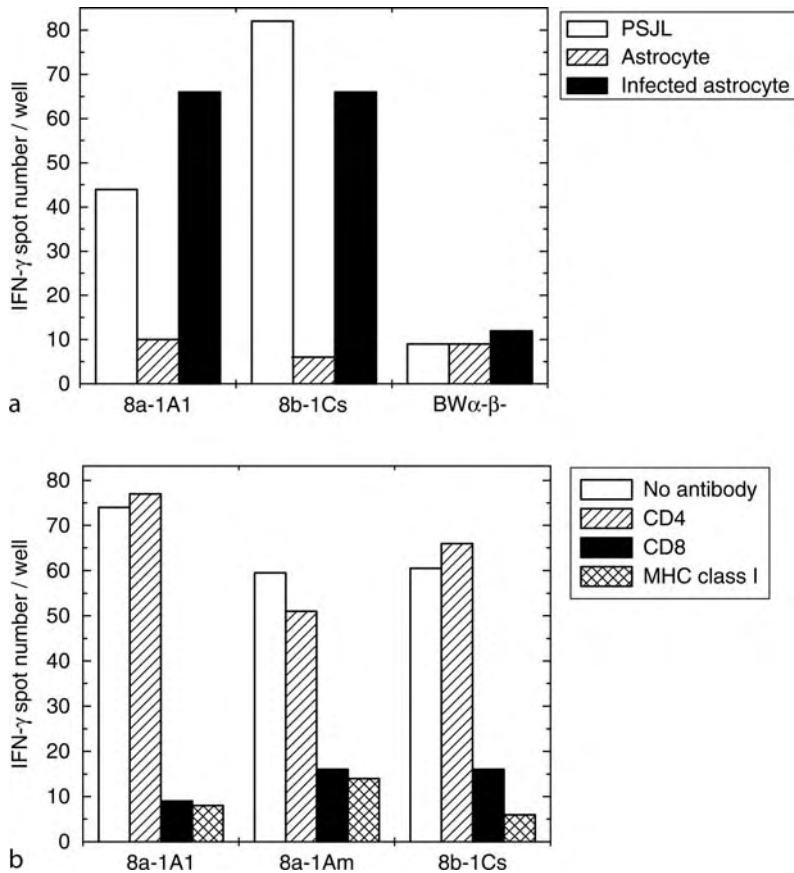 80
70
60
50
40
30
20
10
0
IFN-γ spot number / well
8a-1A1 8b-1Cs BWα-β-
a
PSJL
Astrocyte
Infected astrocyte
80
70
60
50
40
30
20
10
0
IFN-γ spot number / well
8a-1A1 8a-1Am 8b-1Cs
b
No antibody
CD4
CD8
MHC class I